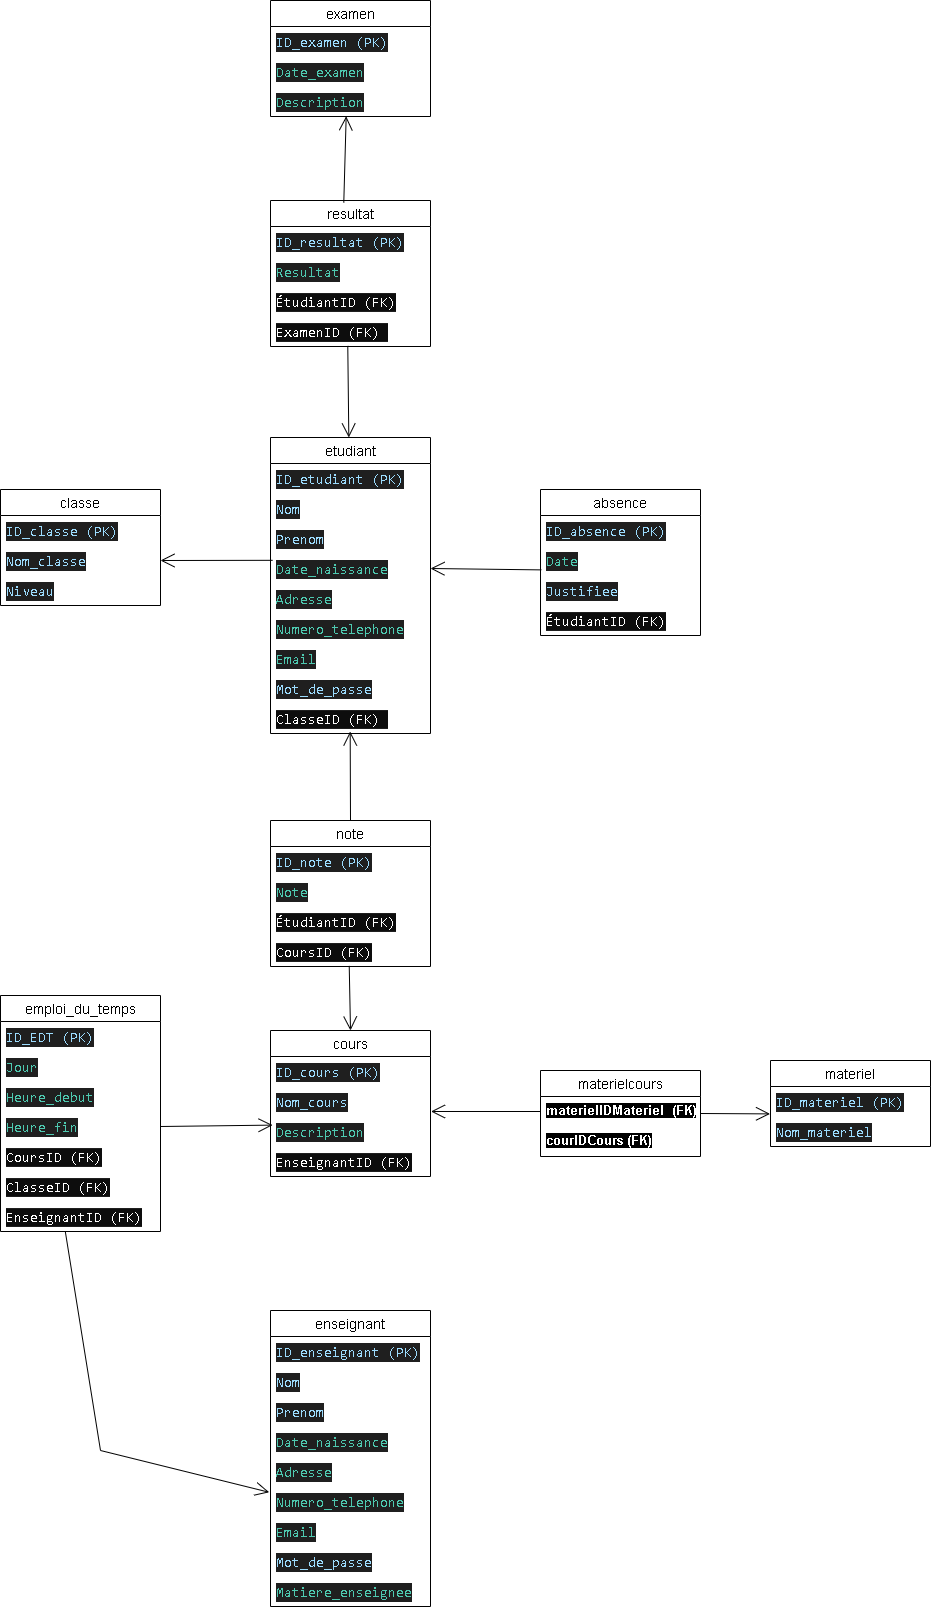 examen
ID_examen (PK)
Date_examen
Description
resultat
ID_resultat (PK)
Resultat
ÉtudiantID (FK)
ExamenID (FK)
etudiant
ID_etudiant (PK)
Nom
Prenom
Date_naissance
Adresse
Numero_telephone
Email
Mot_de_passe
ClasseID (FK)
classe
ID_classe (PK)
Nom_classe
Niveau
absence
ID_absence (PK)
Date
Justifiee
ÉtudiantID (FK)
note
ID_note (PK)
Note
ÉtudiantID (FK)
CoursID (FK)
emploi_du_temps
ID_EDT (PK)
Jour
Heure_debut
Heure_fin
CoursID (FK)
ClasseID (FK)
EnseignantID (FK)
cours
ID_cours (PK)
Nom_cours
Description
EnseignantID (FK)
materielcours
materielIDMateriel (FK)
courIDCours (FK)
materiel
ID_materiel (PK)
Nom_materiel
enseignant
ID_enseignant (PK)
Nom
Prenom
Date_naissance
Adresse
Numero_telephone
Email
Mot_de_passe
Matiere_enseignee